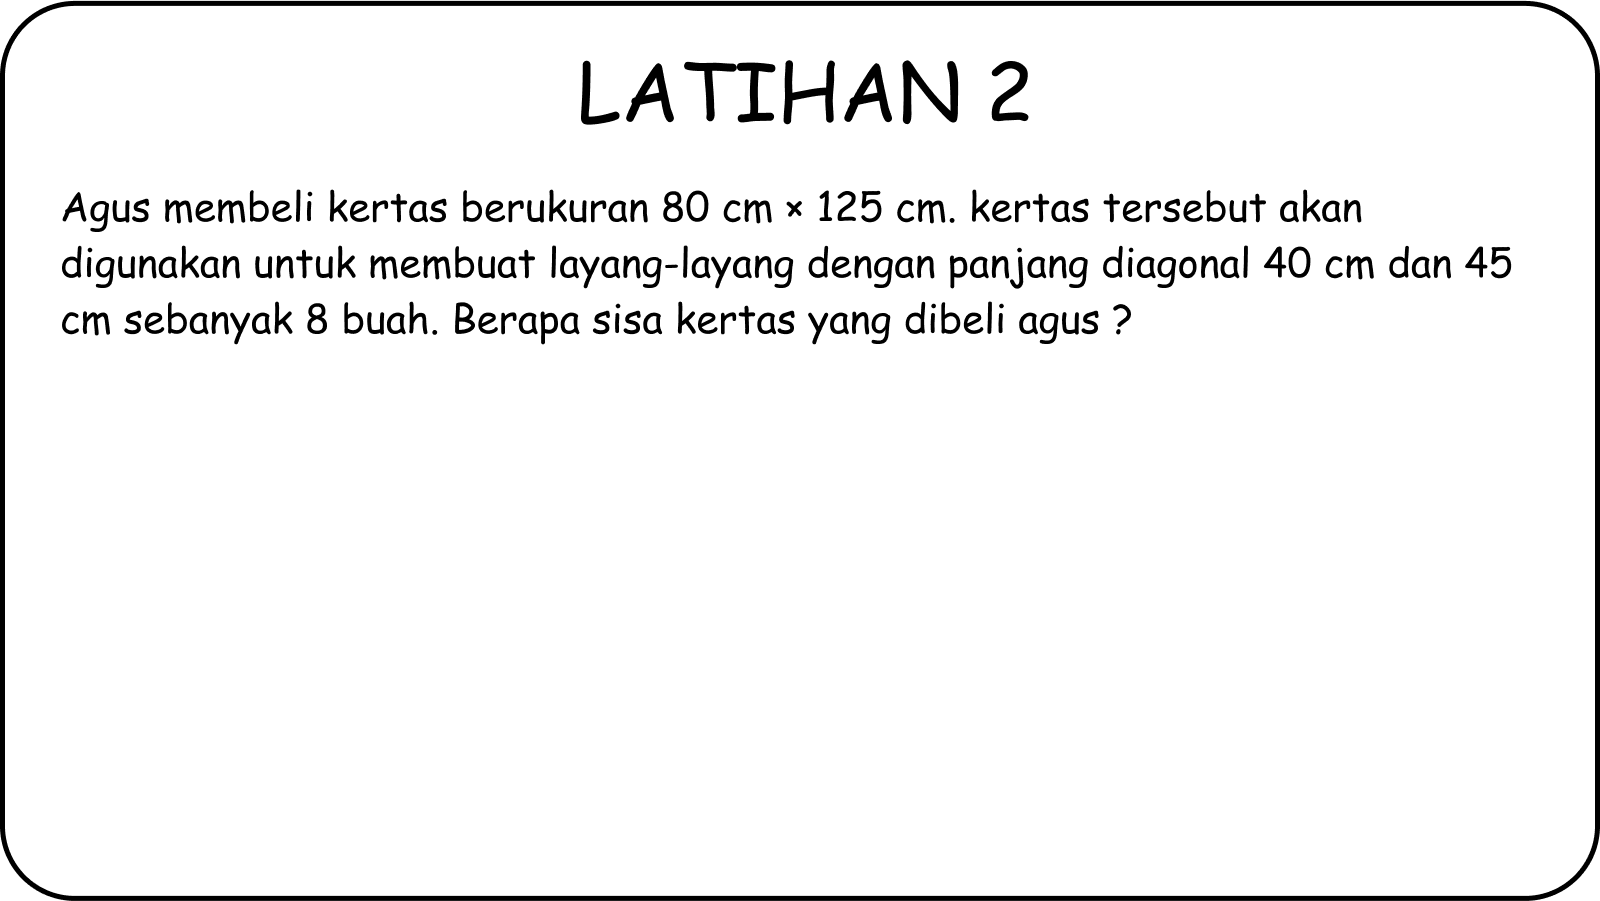 LATIHAN 2
Agus membeli kertas berukuran 80 cm × 125 cm. kertas tersebut akan
digunakan untuk membuat layang-layang dengan panjang diagonal 40 cm dan 45
cm sebanyak 8 buah. Berapa sisa kertas yang dibeli agus ?